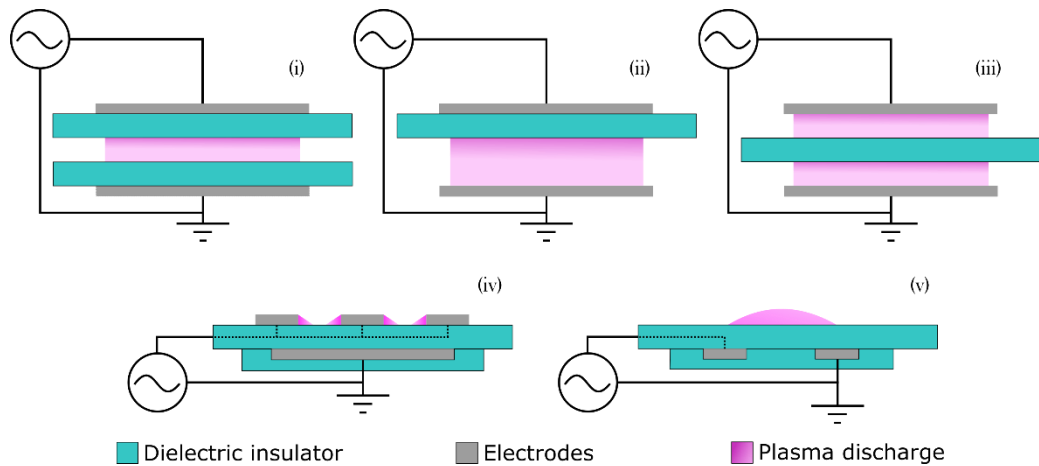 (i)
(ii)
(iii)
(iv)
(v)
Dielectric insulator
Electrodes
Plasma discharge